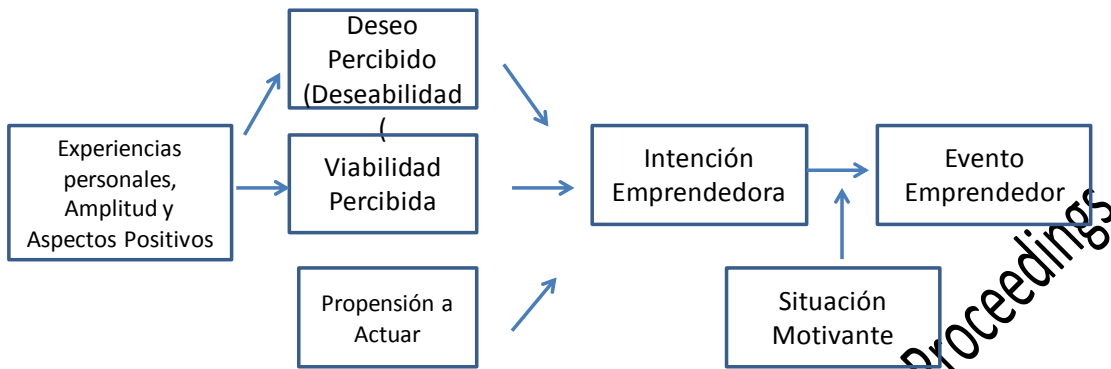 Deseo
Percibido
(Deseabilidad
(
Experiencias
personales,
Amplitud y
Aspectos Positivos
Viabilidad
Percibida
Propensión a
Actuar
Intención
Emprendedora
Evento
Emprendedor
Situación
Motivante
Proceedings